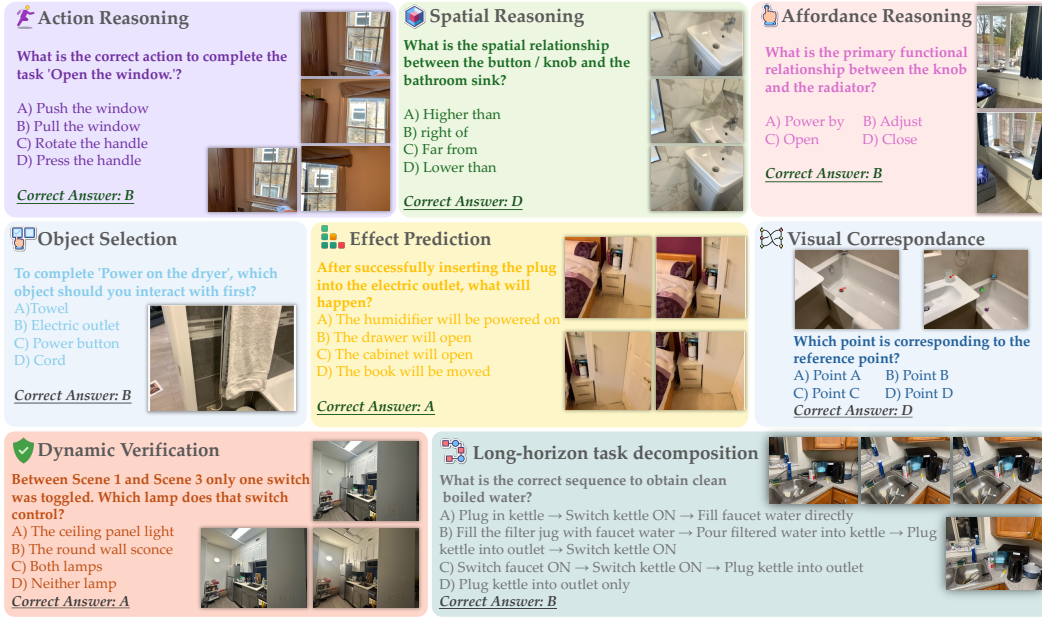 Action Reasoning
What is the correct action to complete the
task 'Open the window.'?
A) Push the window
B) Pull the window
C) Rotate the handle
D) Press the handle
Correct Answer: B
Spatial Reasoning
What is the spatial relationship
between the button / knob and the
bathroom sink?
A) Higher than
B) right of
C) Far from
D) Lower than
Correct Answer: D
Affordance Reasoning
What is the primary functional
relationship between the knob
and the radiator?
A) Power by B) Adjust
C) Open D) Close
Correct Answer: B
Object Selection
To complete 'Power on the dryer', which
object should you interact with first?
A)Towel
B) Electric outlet
C) Power button
D) Cord
Correct Answer: B
Effect Prediction
After successfully inserting the plug
into the electric outlet, what will
happen?
A) The humidifier will be powered on
B) The drawer will open
C) The cabinet will open
D) The book will be moved
Correct Answer: A
Visual Correspondance
Which point is corresponding to the
reference point?
A) Point A B) Point B
C) Point C D) Point D
Correct Answer: D
Dynamic Verification
Between Scene 1 and Scene 3 only one switch
was toggled. Which lamp does that switch
control?
A) The ceiling panel light
B) The round wall sconce
C) Both lamps
D) Neither lamp
Correct Answer: A
Long-horizon task decomposition
What is the correct sequence to obtain clean
boiled water?
A) Plug in kettle → Switch kettle ON → Fill faucet water directly
B) Fill the filter jug with faucet water → Pour filtered water into kettle → Plug
kettle into outlet → Switch kettle ON
C) Switch faucet ON → Switch kettle ON → Plug kettle into outlet
D) Plug kettle into outlet only
Correct Answer: B